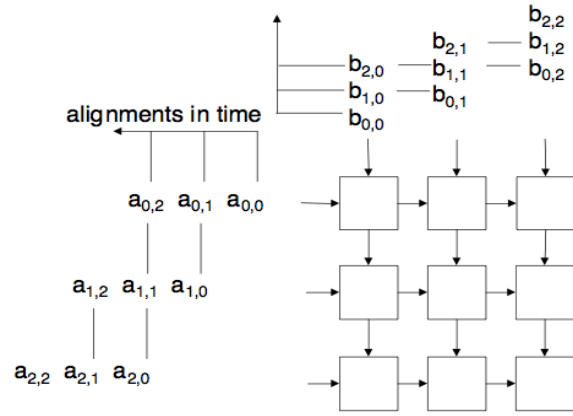 b2,2
b2,1 b1,2
b2,0 b1,1 b0,2
b1,0 b0,1
b0,0
alignments in time
a0,2 a0,1 a0,0
a1,2 a1,1 a1,0
a2,2 a2,1 a2,0